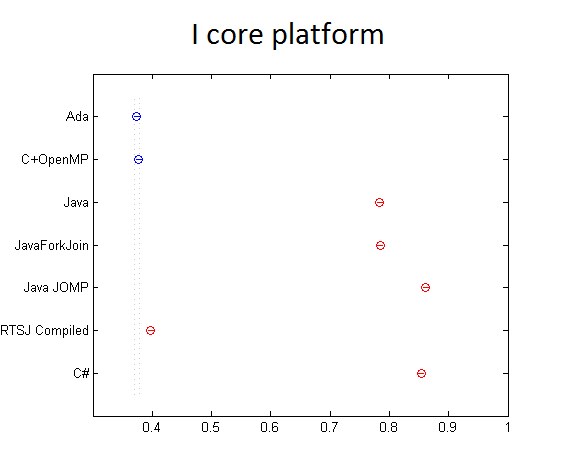 I core platform
Ada
C+OpenMP
Java
JavaForkJoin
Java JOMP
RTSJ Compiled
C#
0.4 0.5 0.6 0.7 0.8 0.9 1